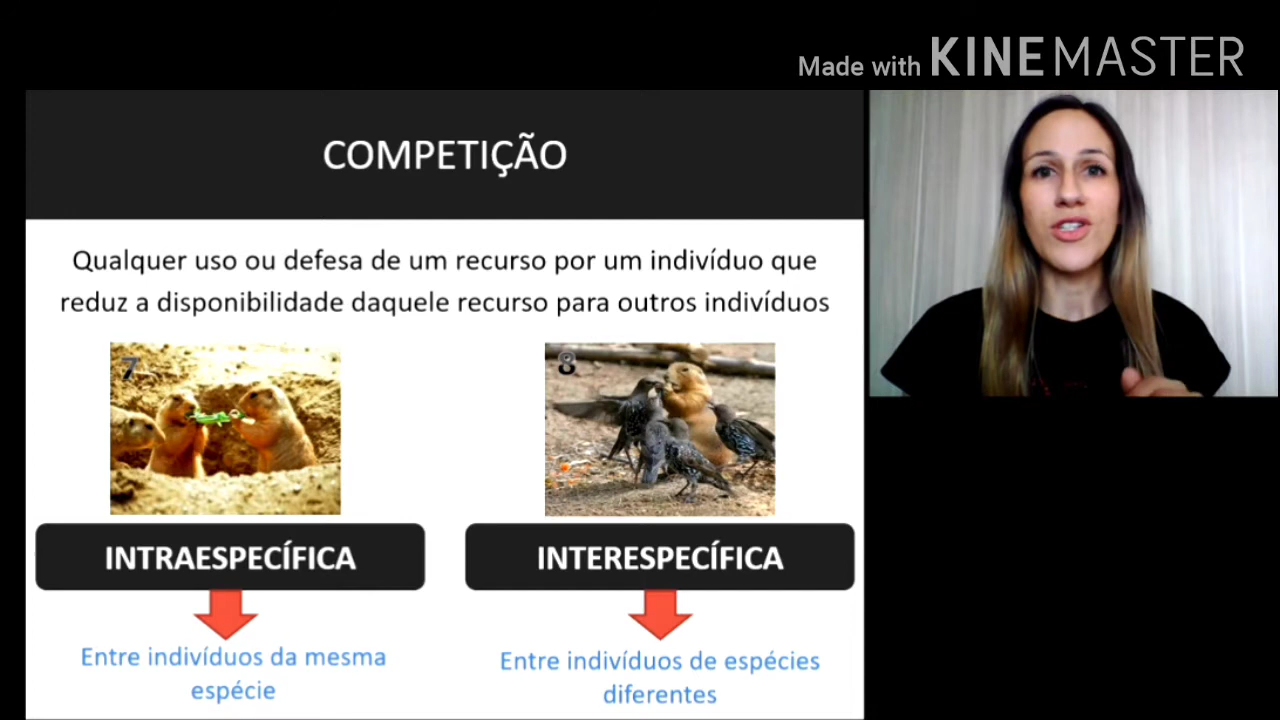 Made with KINEMASTER
COMPETIÇÃO
Qualquer uso ou defesa de um recurso por um indivíduo que
reduz a disponibilidade daquele recurso para outros indivíduos
7
8
INTRAESPECÍFICA
INTERESPECÍFICA
Entre indivíduos da mesma
espécie
Entre indivíduos de espécies
diferentes